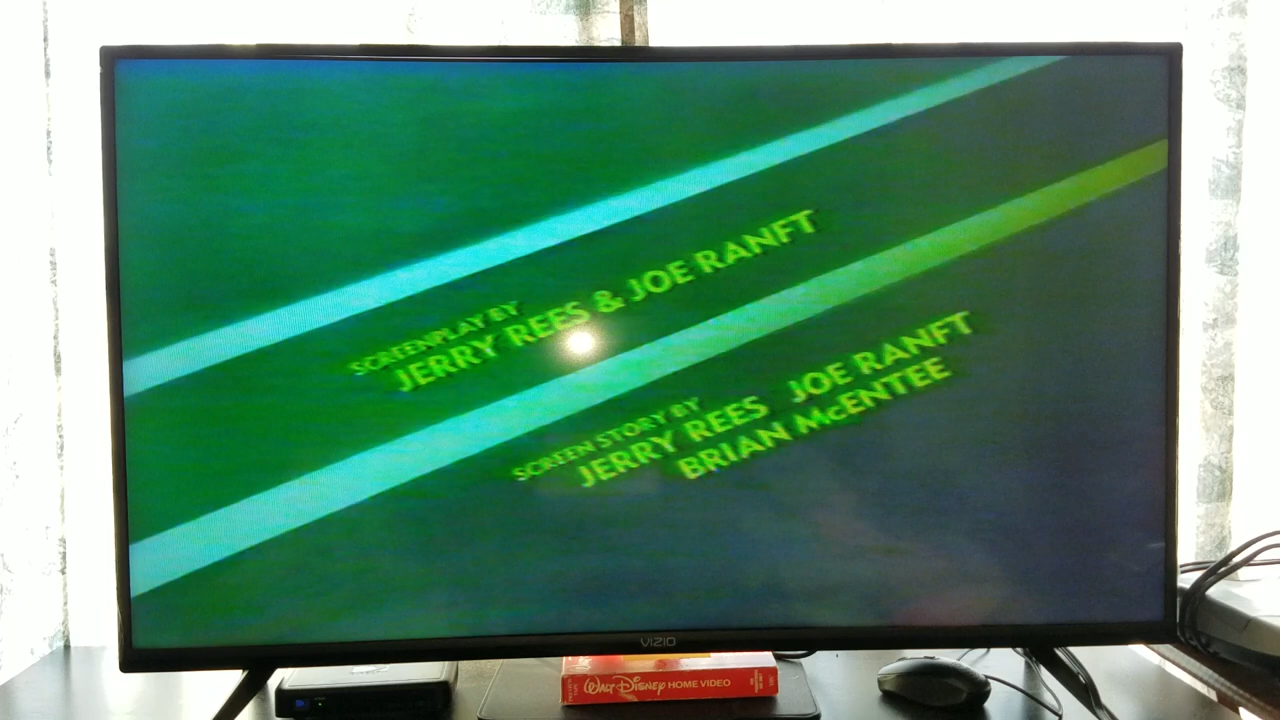 SCREENPLAY BY
JERRY REES & JOE RANFT
SCREEN STORY BY
JERRY REES JOE RANFT
BRIAN McENTEE
VIZIO
WALT DISNEY HOME VIDEO